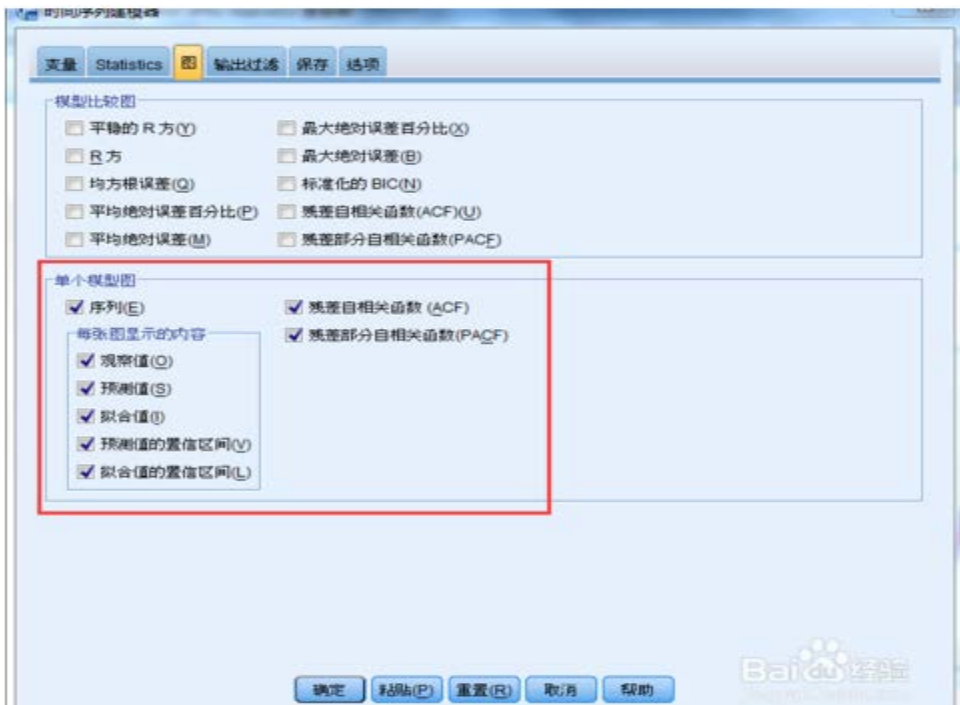 时间序列建模器
变量 Statistics 图 输出过滤 保存 选项
模型比较图
平稳的 R 方(Y) 最大绝对误差百分比(X)
R 方 最大绝对误差(B)
均方根误差(Q) 标准化的 BIC(N)
平均绝对误差百分比(P) 残差自相关函数(ACF)(U)
平均绝对误差(M) 残差部分自相关函数(PACF)
单个模型图
序列(E) 残差自相关函数 (ACF)
每张图显示的内容 残差部分自相关函数(PACF)
观察值(O)
预测值(S)
拟合值(I)
预测值的置信区间(V)
拟合值的置信区间(L)
Baidu 经验
确定 粘贴(P) 重置(R) 取消 帮助